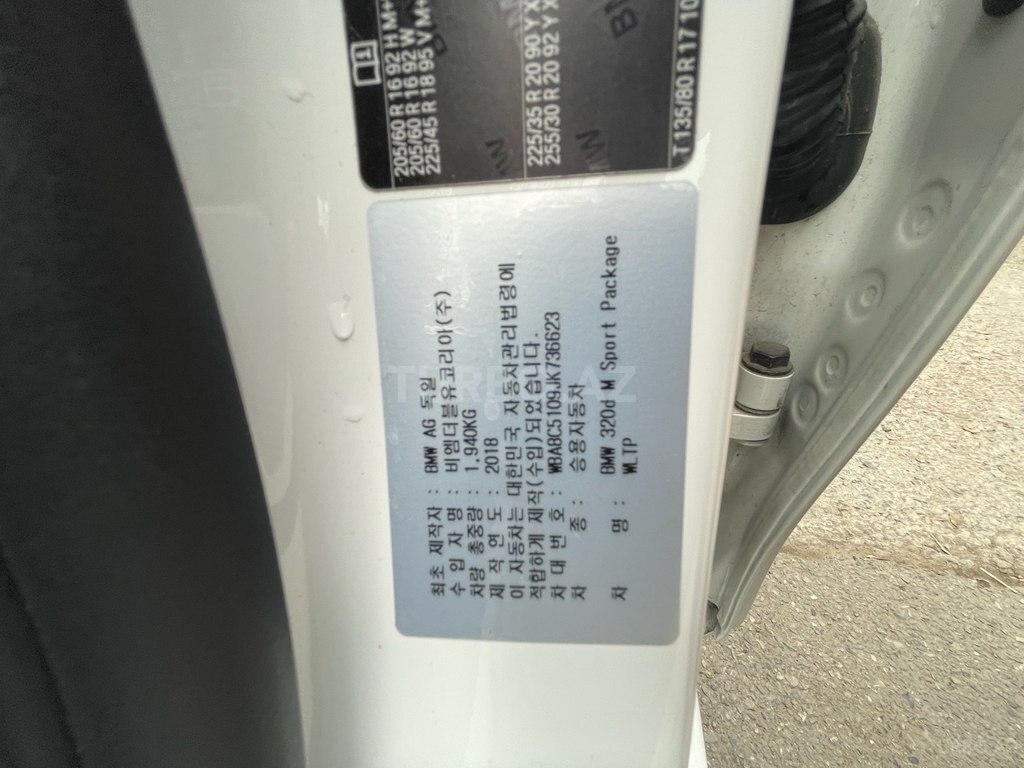 205/60 R 16 92 H M+
205/60 R 16 92 W
225/45 R 18 95 V M+
225/35 R 20 90 Y X
255/30 R 20 92 Y X
T 135/80 R 17 10
최초 제작자 : BMW AG 독일
수 입 자 명 : 비엠더블유코리아(주)
차량 총중량 : 1,940KG
제 작 연 도 : 2018
이 자동차는 대한민국 자동차관리법령에
적합하게 제작(수입)되었습니다.
차 대 번 호 : WBA8C5109JK736623
차 종 : 승용자동차
차 명 : BMW 320d M Sport Package
WLTP